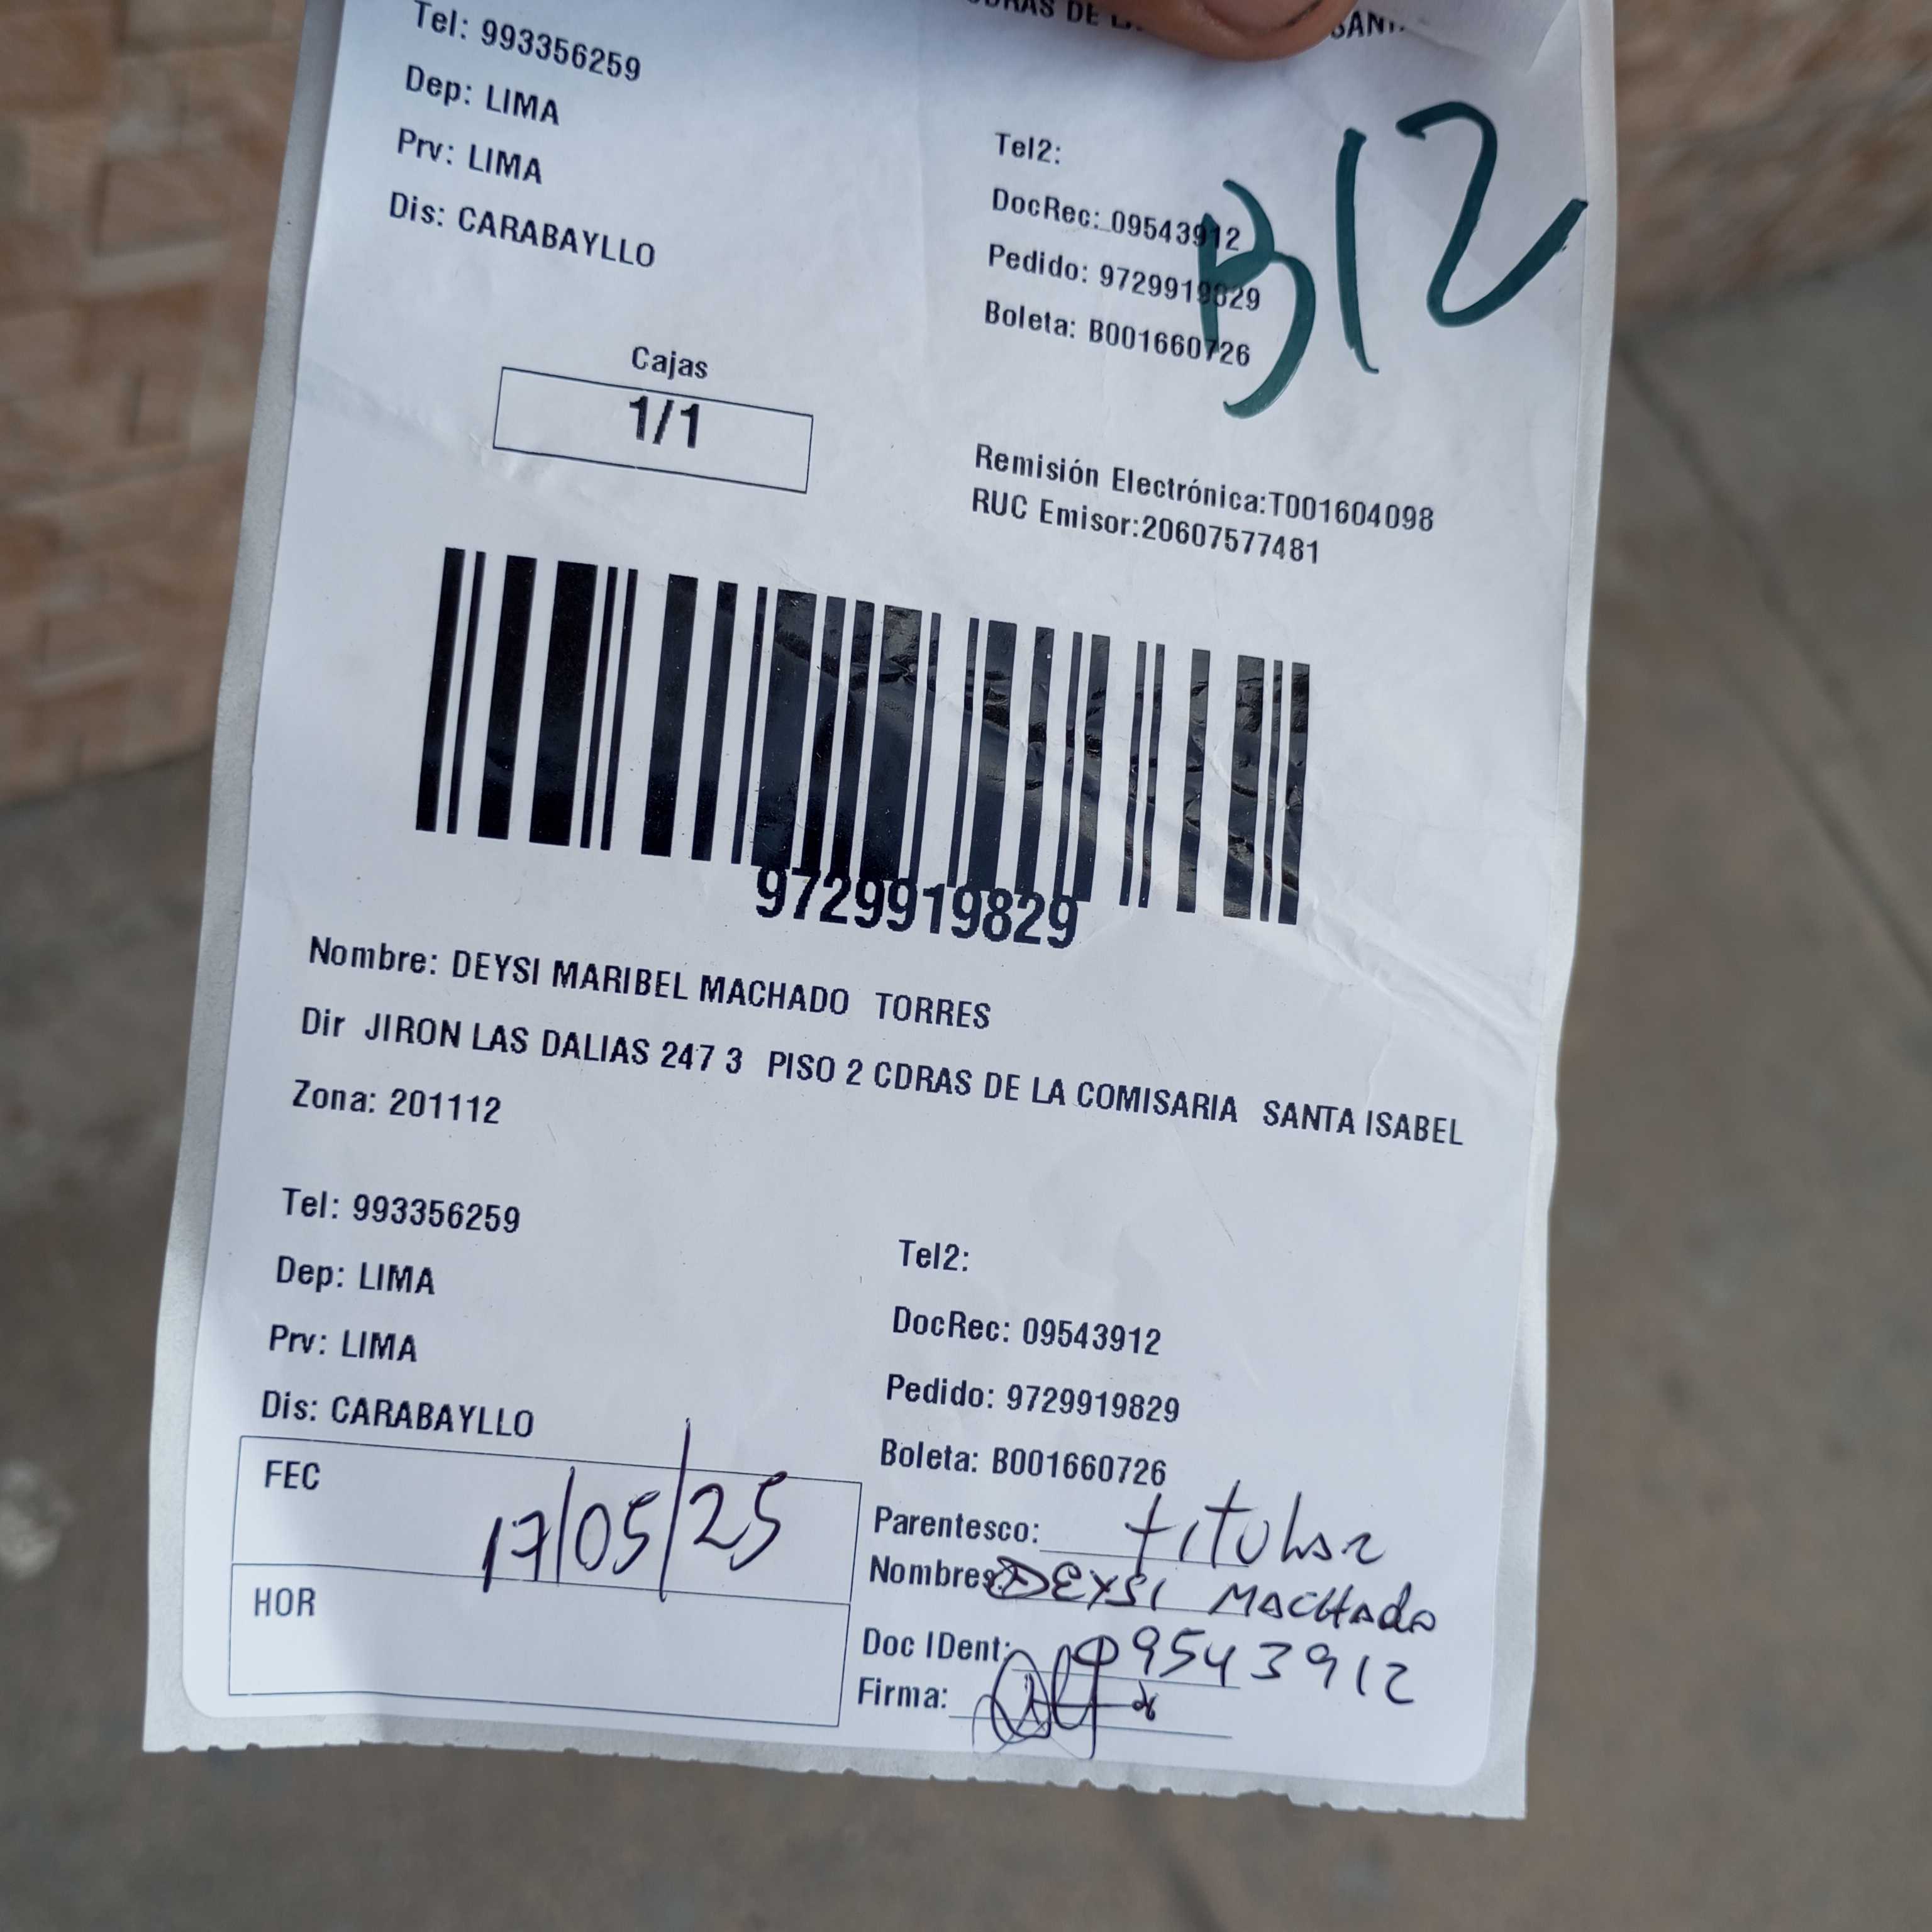 Tel: 993356259
Dep: LIMA
Prv: LIMA
Dis: CARABAYLLO
Tel2:
DocRec: 09543912
Pedido: 9729919829
Boleta: B001660726
B12
Cajas
1/1
Remisión Electrónica:T001604098
RUC Emisor:20607577481
9729919829
Nombre: DEYSI MARIBEL MACHADO TORRES
Dir JIRON LAS DALIAS 247 3 PISO 2 CDRAS DE LA COMISARIA SANTA ISABEL
Zona: 201112
Tel: 993356259
Dep: LIMA
Prv: LIMA
Dis: CARABAYLLO
Tel2:
DocRec: 09543912
Pedido: 9729919829
Boleta: B001660726
FEC 17/05/25
HOR
Parentesco: titular
Nombres: DEYSI MACHADO
Doc IDent: 09543912
Firma: